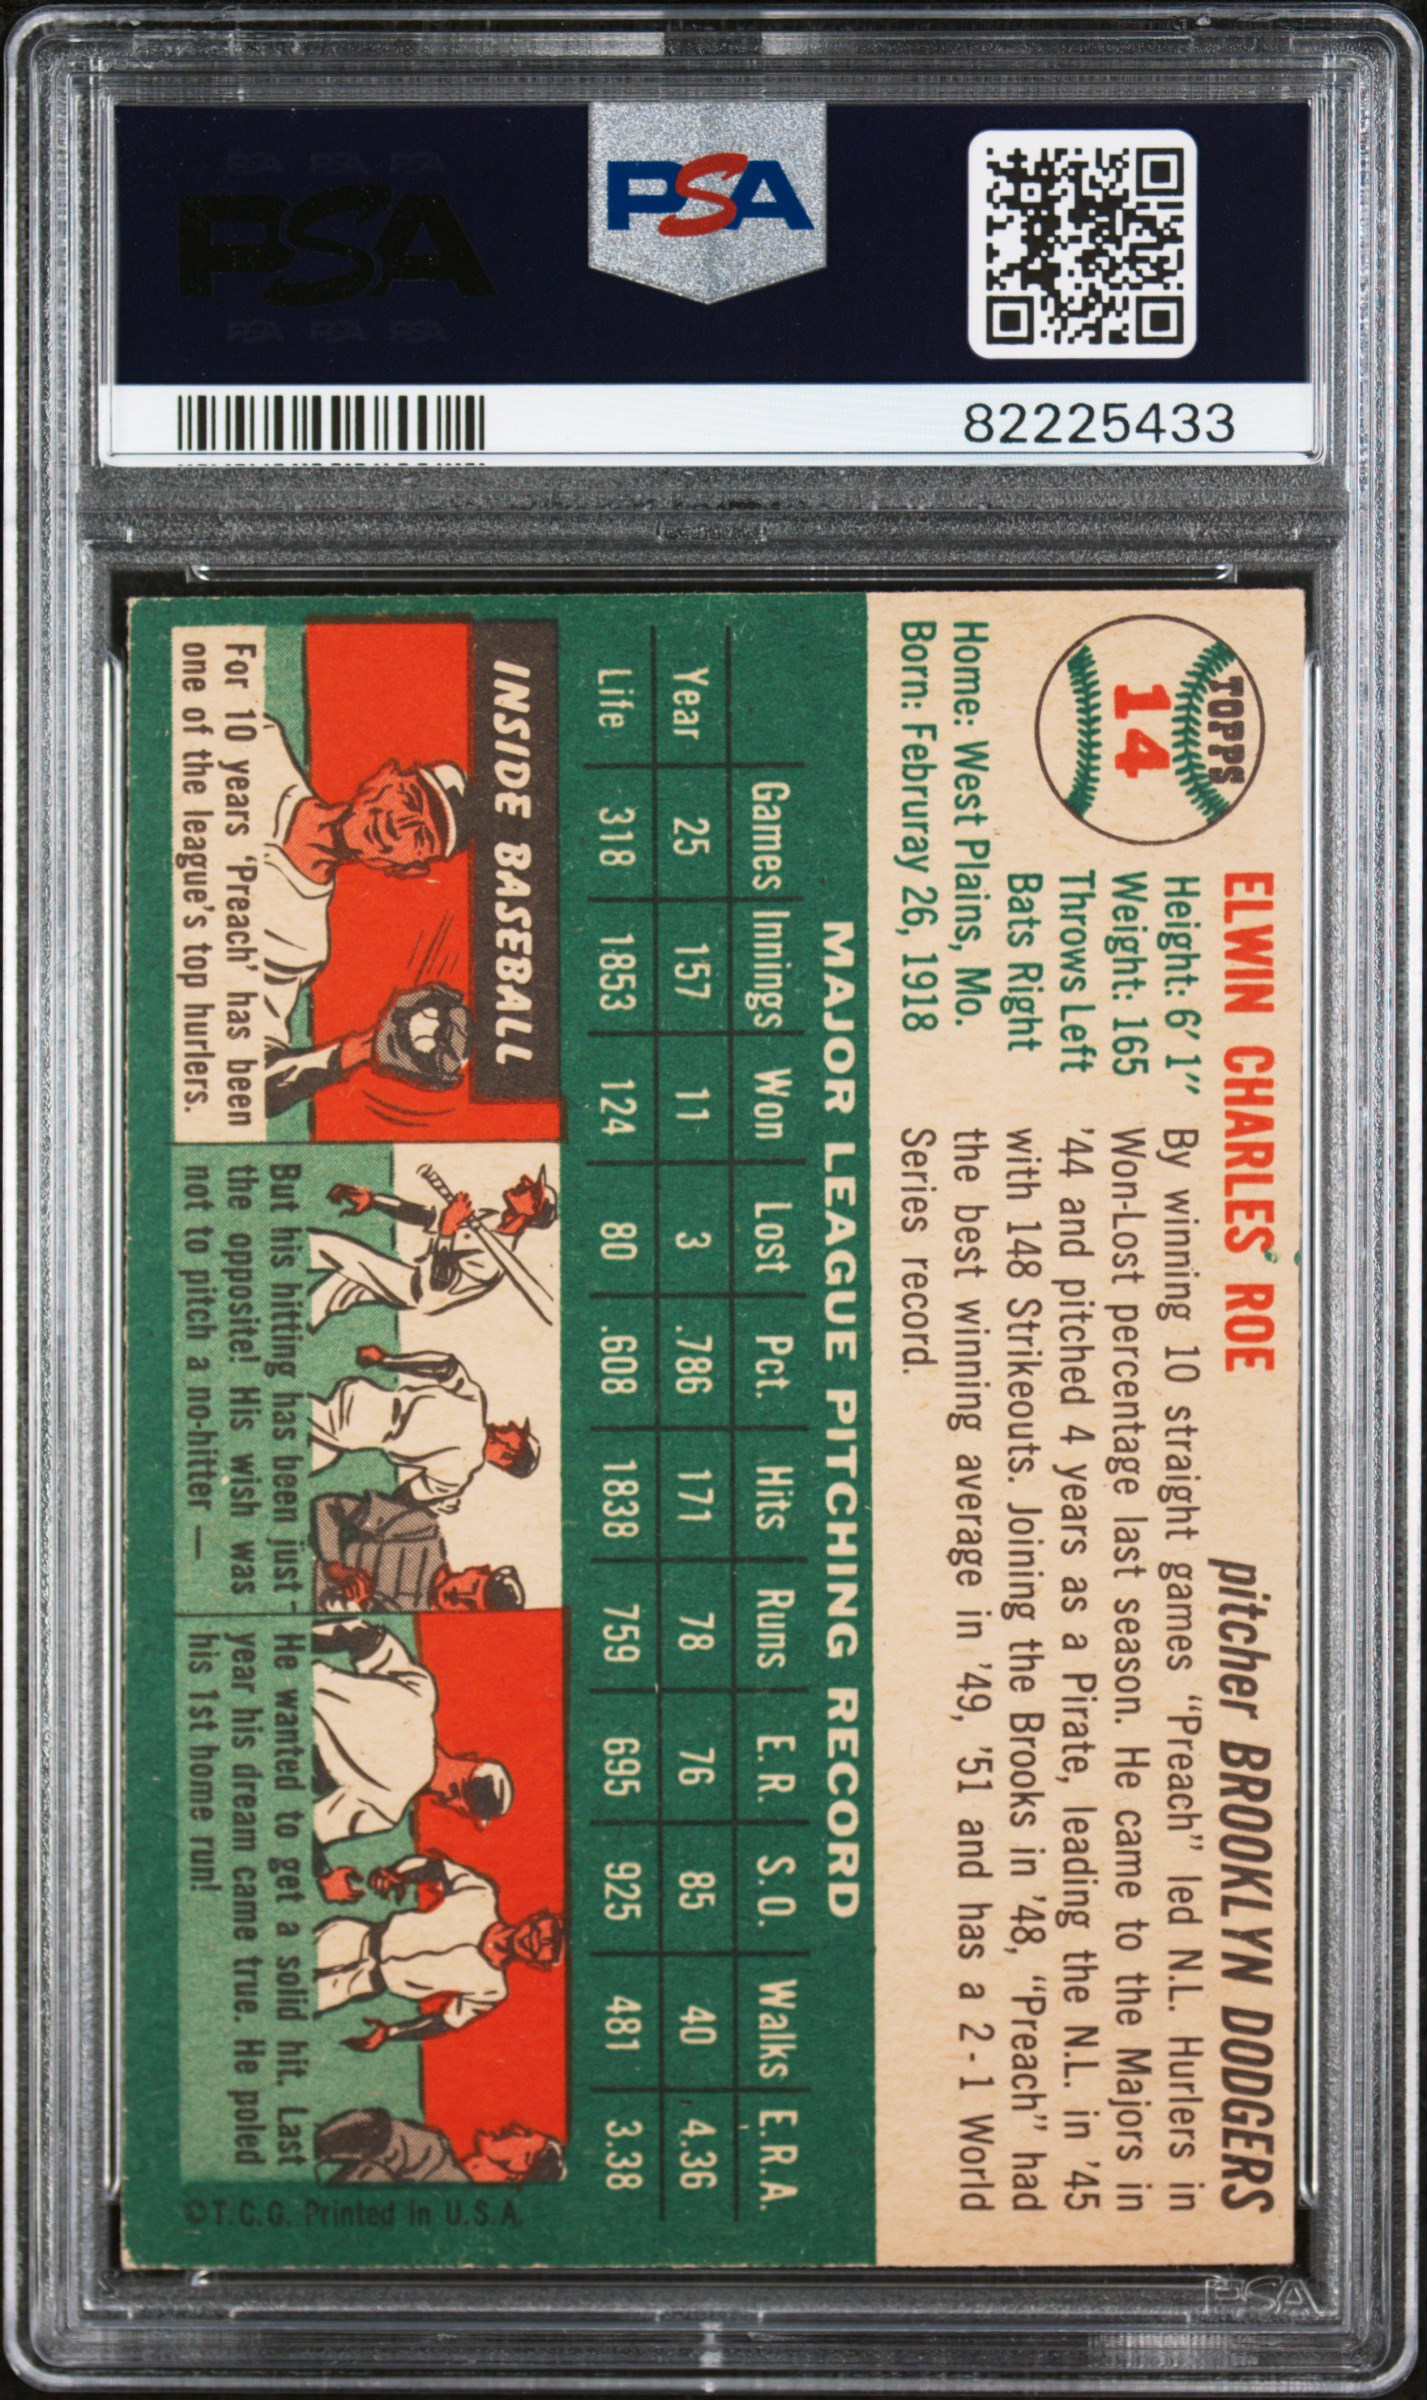 PSA PSA PSA
PSA
PSA PSA PSA
PSA
82225433
TOPPS
14
ELWIN CHARLES ROE
pitcher BROOKLYN DODGERS
Height: 6' 1"
Weight: 165
Throws Left
Bats Right
Home: West Plains, Mo.
Born: Februray 26, 1918
By winning 10 straight games "Preach" led N.L. Hurlers in
Won-Lost percentage last season. He came to the Majors in
'44 and pitched 4 years as a Pirate, leading the N.L. in '45
with 148 Strikeouts. Joining the Brooks in '48, "Preach" had
the best winning average in '49, '51 and has a 2-1 World
Series record.
MAJOR LEAGUE PITCHING RECORD
Games Innings Won Lost Pct. Hits Runs E.R. S.O. Walks E.R.A.
Year 25 157 11 3 .786 171 78 76 85 40 4.36
Life 318 1853 124 80 .608 1838 759 695 925 481 3.38
INSIDE BASEBALL
For 10 years 'Preach' has been
one of the league's top hurlers.
But his hitting has been just
the opposite! His wish was
not to pitch a no-hitter —
- He wanted to get a solid hit. Last
year his dream came true. He poled
his 1st home run!
©T.C.G. Printed in U.S.A.
PSA